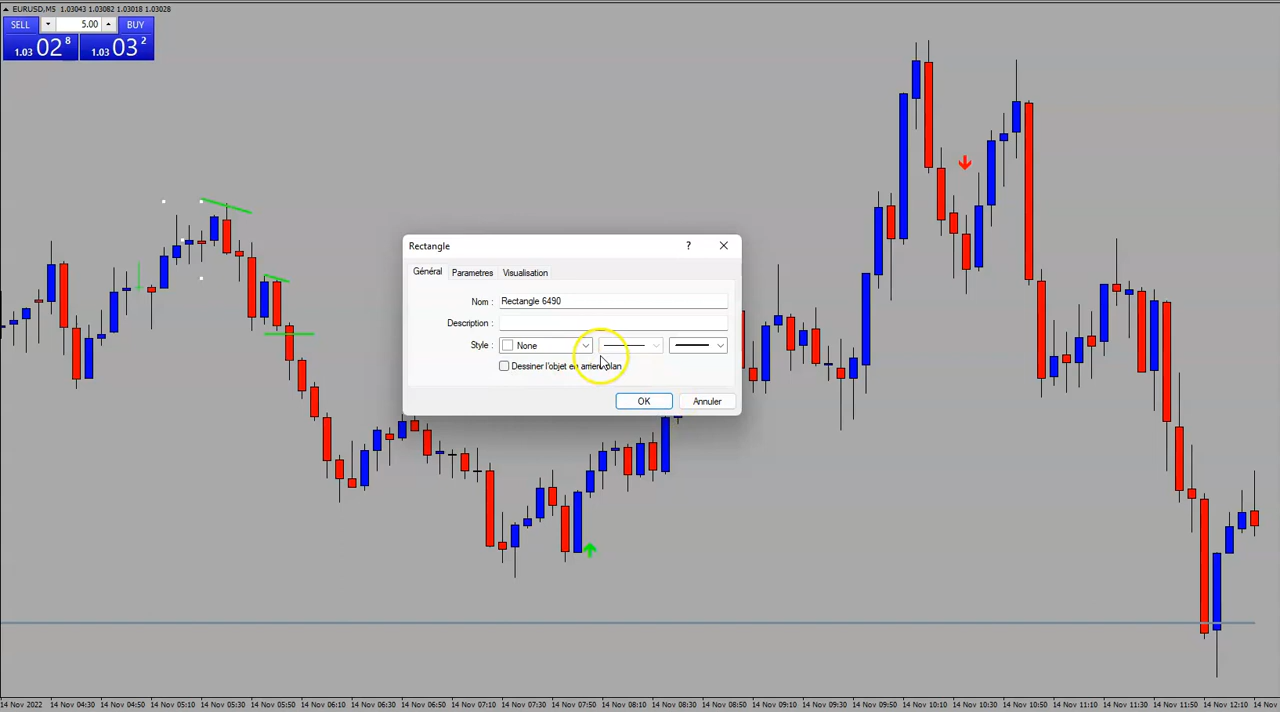 EURUSD,M5 1.03043 1.03082 1.03018 1.03028
SELL 5.00 BUY
1.03 02 8 1.03 03 2
Rectangle
Général Parametres Visualisation
Nom : Rectangle 6490
Description :
Style : None
Dessiner l'objet en arrière plan
OK Annuler
14 Nov 2022 14 Nov 04:30 14 Nov 04:50 14 Nov 05:10 14 Nov 05:30 14 Nov 05:50 14 Nov 06:10 14 Nov 06:30 14 Nov 06:50 14 Nov 07:10 14 Nov 07:30 14 Nov 07:50 14 Nov 08:10 14 Nov 08:30 14 Nov 08:50 14 Nov 09:10 14 Nov 09:30 14 Nov 09:50 14 Nov 10:10 14 Nov 10:30 14 Nov 10:50 14 Nov 11:10 14 Nov 11:30 14 Nov 11:50 14 Nov 12:10 14 Nov